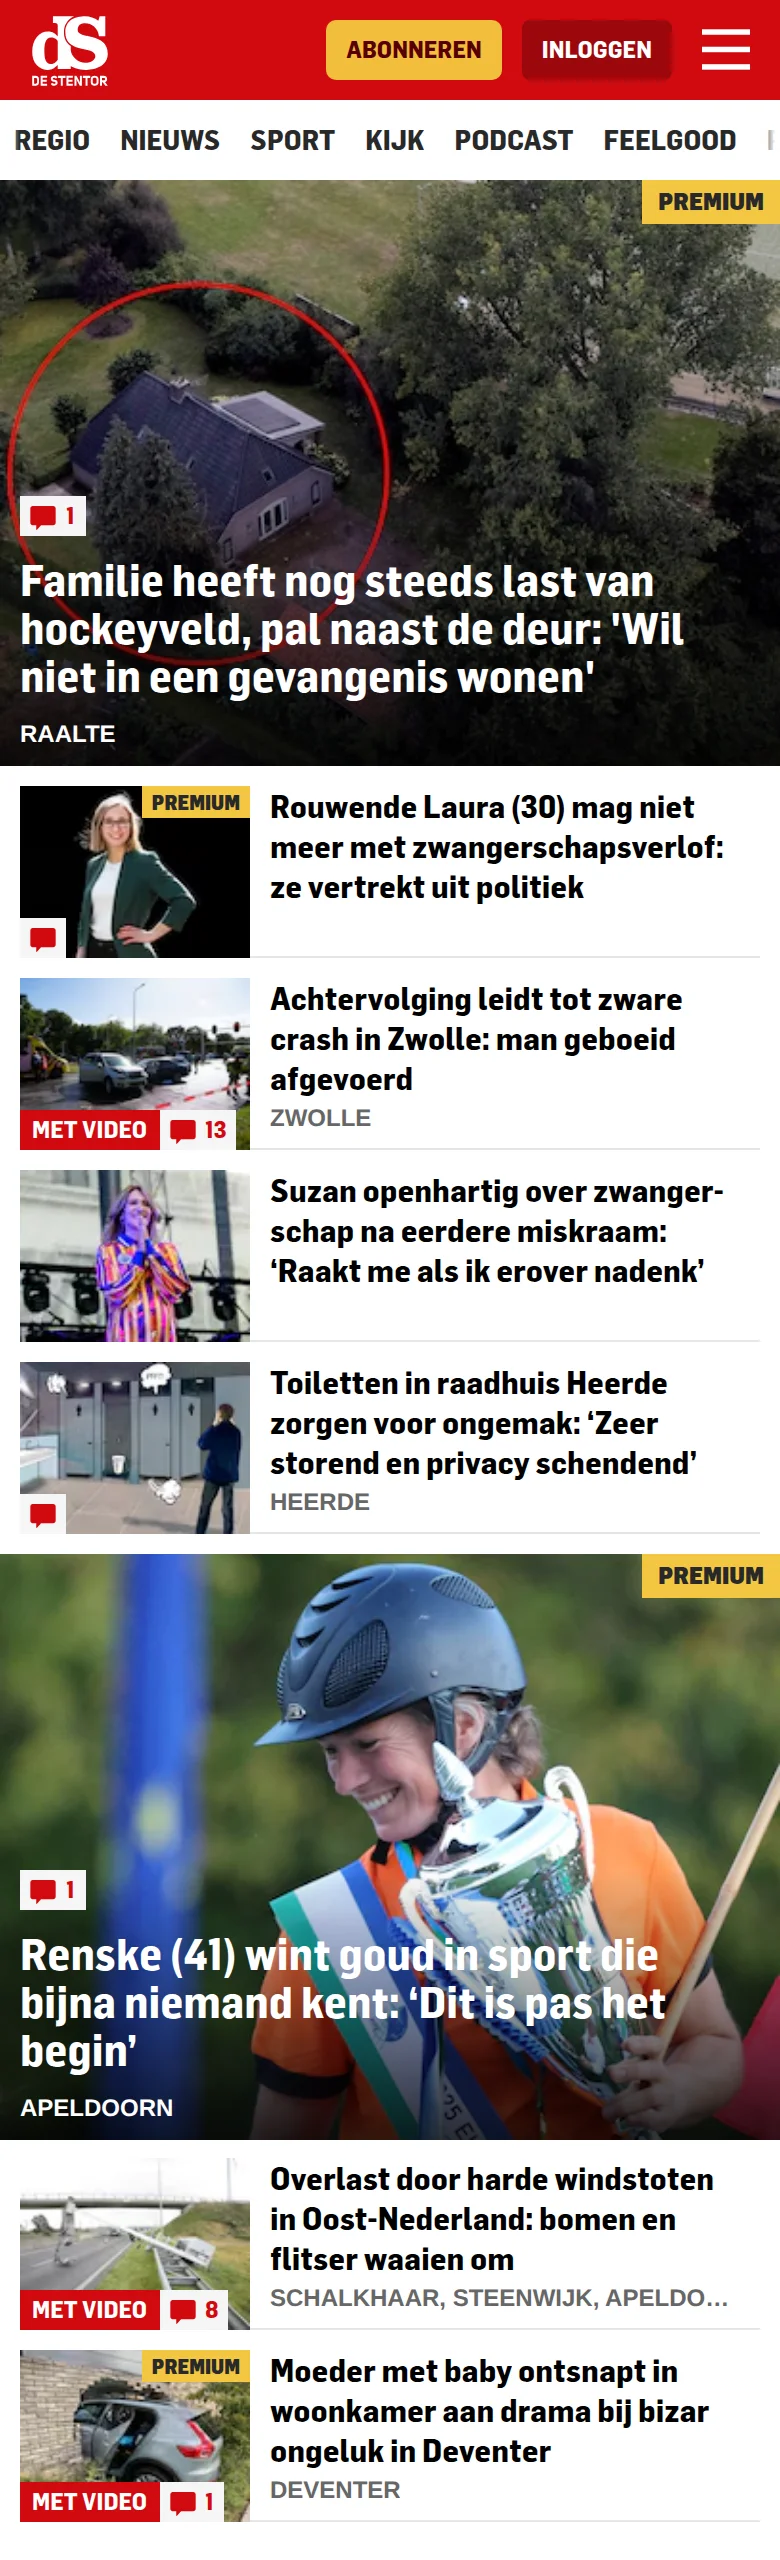 dS
DE STENTOR
ABONNEREN
INLOGGEN
REGIO NIEUWS SPORT KIJK PODCAST FEELGOOD
PREMIUM
1
Familie heeft nog steeds last van
hockeyveld, pal naast de deur: 'Wil
niet in een gevangenis wonen'
RAALTE
PREMIUM
Rouwende Laura (30) mag niet
meer met zwangerschapsverlof:
ze vertrekt uit politiek
Achtervolging leidt tot zware
crash in Zwolle: man geboeid
afgevoerd
ZWOLLE
MET VIDEO
13
Suzan openhartig over zwanger-
schap na eerdere miskraam:
‘Raakt me als ik erover nadenk’
Toiletten in raadhuis Heerde
zorgen voor ongemak: ‘Zeer
storend en privacy schendend’
HEERDE
PREMIUM
1
Renske (41) wint goud in sport die
bijna niemand kent: ‘Dit is pas het
begin’
APELDOORN
Overlast door harde windstoten
in Oost-Nederland: bomen en
flitser waaien om
SCHALKHAAR, STEENWIJK, APELDO…
MET VIDEO
8
PREMIUM
Moeder met baby ontsnapt in
woonkamer aan drama bij bizar
ongeluk in Deventer
DEVENTER
MET VIDEO
1